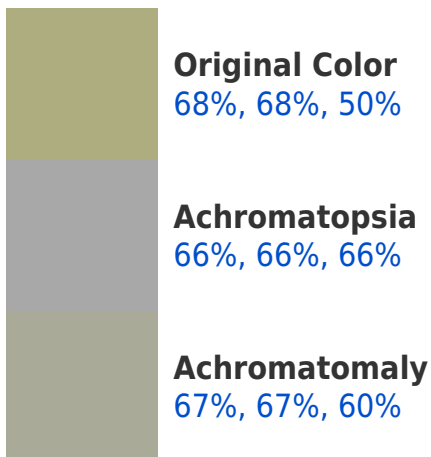 Original Color
68%, 68%, 50%
Achromatopsia
66%, 66%, 66%
Achromatomaly
67%, 67%, 60%